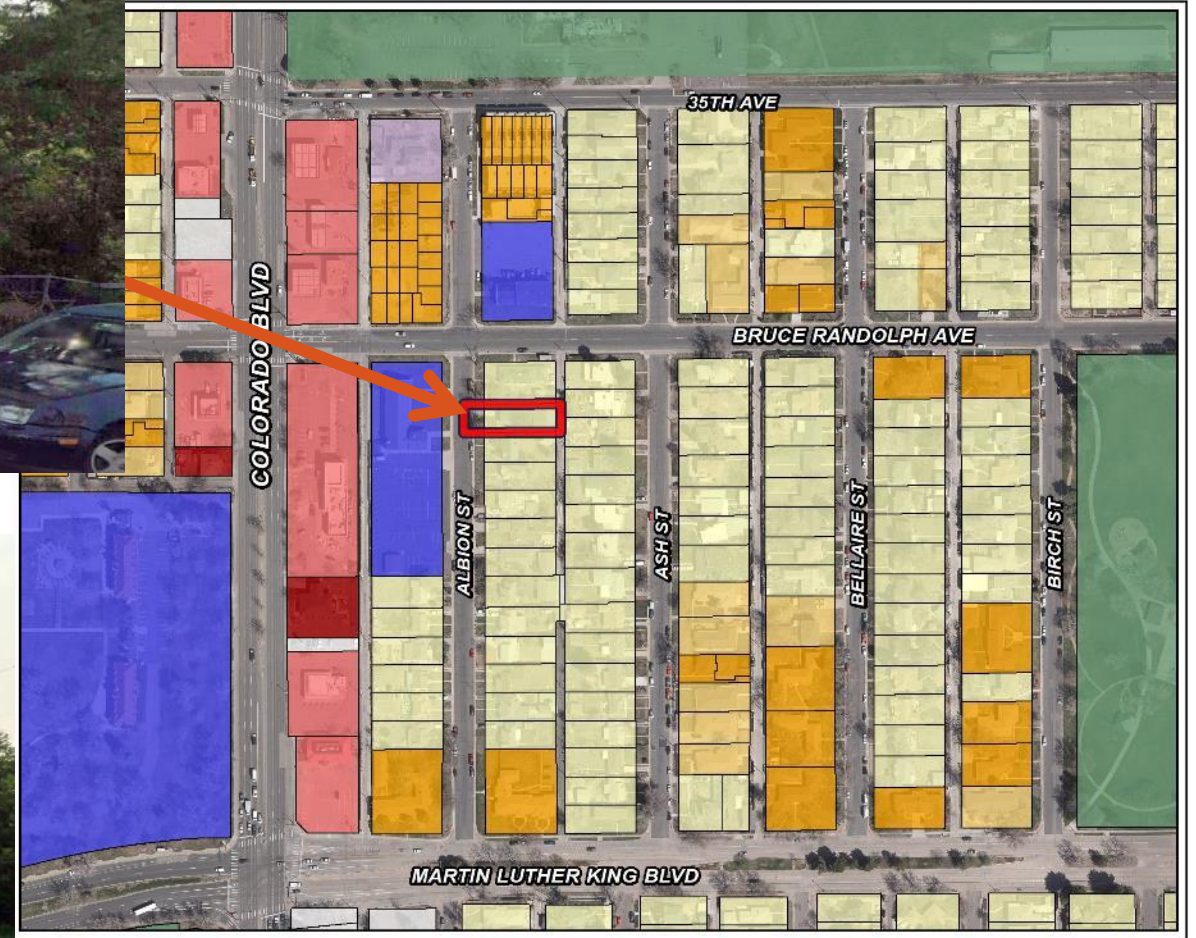 35TH AVE
COLORADO BLVD
BRUCE RANDOLPH AVE
ALBION ST
ASH ST
BELLAIRE ST
BIRCH ST
MARTIN LUTHER KING BLVD